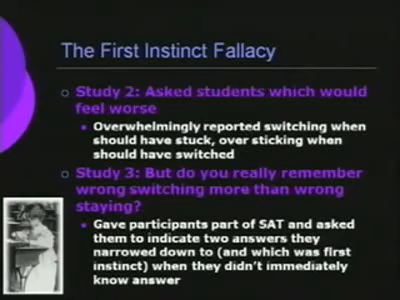 The First Instinct Fallacy
Study 2: Asked students which would
feel worse
Overwhelmingly reported switching when
should have stuck, over sticking when
should have switched
Study 3: But do you really remember
wrong switching more than wrong
staying?
Gave participants part of SAT and asked
them to indicate two answers they
narrowed down to (and which was first
instinct) when they didn't immediately
know answer